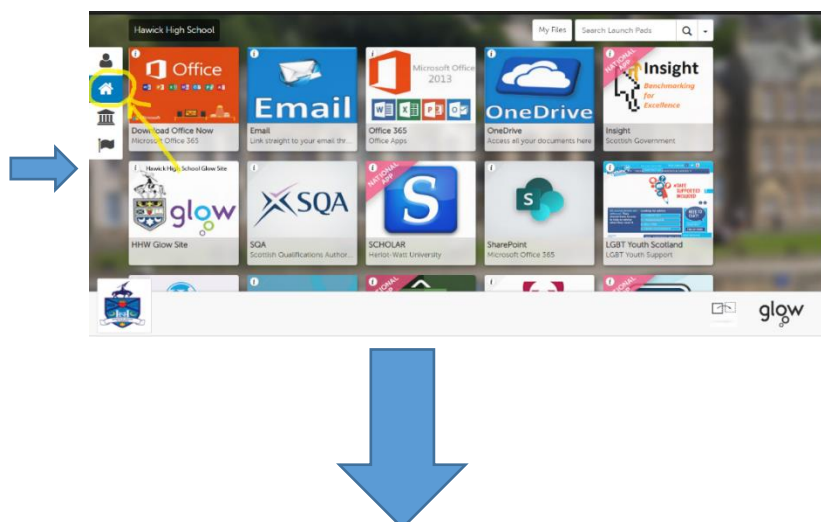 Hawick High School
My Files
Search Launch Pads
Office
Download Office Now
Microsoft Office 365
Email
Email
Link straight to your email thr...
Microsoft Office
2013
Office 365
Office Apps
OneDrive
OneDrive
Access all your documents here
NATIONAL
APP
Insight
Benchmarking
for
Excellence
Insight
Scottish Government
Hawick High School Glow Site
glow
HHW Glow Site
SQA
SQA
Scottish Qualifications Author...
NATIONAL
APP
S
SCHOLAR
Heriot-Watt University
S
SharePoint
Microsoft Office 365
LGBT Youth Scotland
LGBT Youth Support
glow